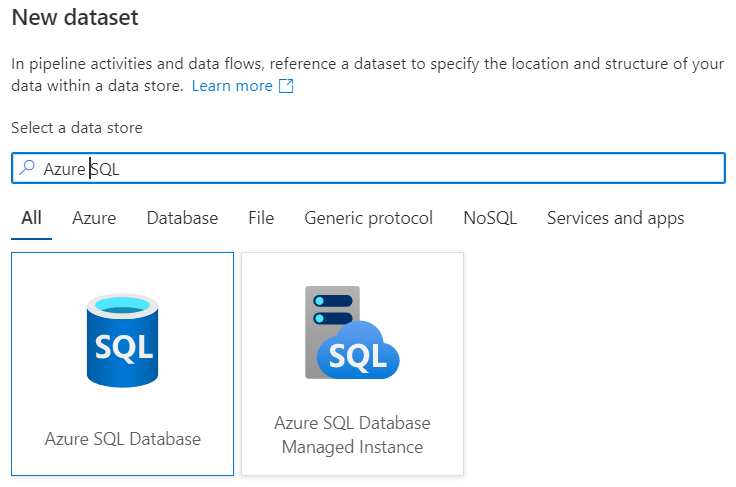 New dataset
In pipeline activities and data flows, reference a dataset to specify the location and structure of your
data within a data store. Learn more
Select a data store
Azure SQL
All Azure Database File Generic protocol NoSQL Services and apps
SQL
SQL
Azure SQL Database
Azure SQL Database
Managed Instance